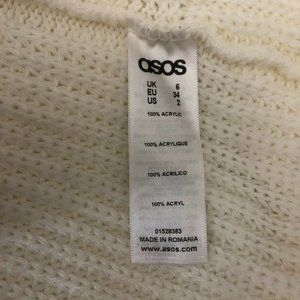 asos
UK 6
EU 34
US 2
100% ACRYLIC
100% ACRYLIQUE
100% ACRILICO
100% ACRYL
01528383
MADE IN ROMANIA
www.asos.com